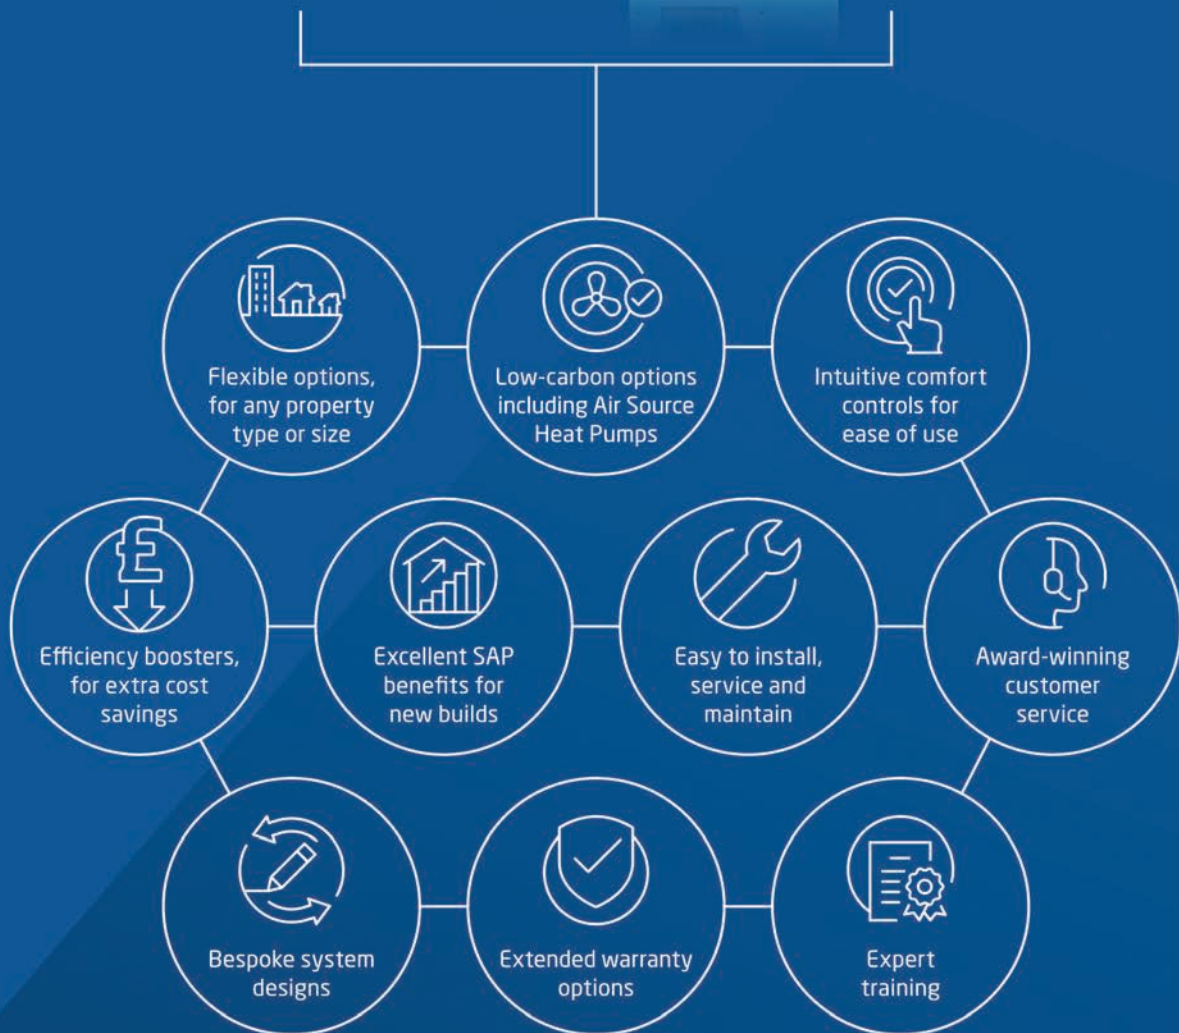 Flexible options,
for any property
type or size
Low-carbon options
including Air Source
Heat Pumps
Intuitive comfort
controls for
ease of use
£
Efficiency boosters,
for extra cost
savings
Excellent SAP
benefits for
new builds
Easy to install,
service and
maintain
Award-winning
customer
service
Bespoke system
designs
Extended warranty
options
Expert
training